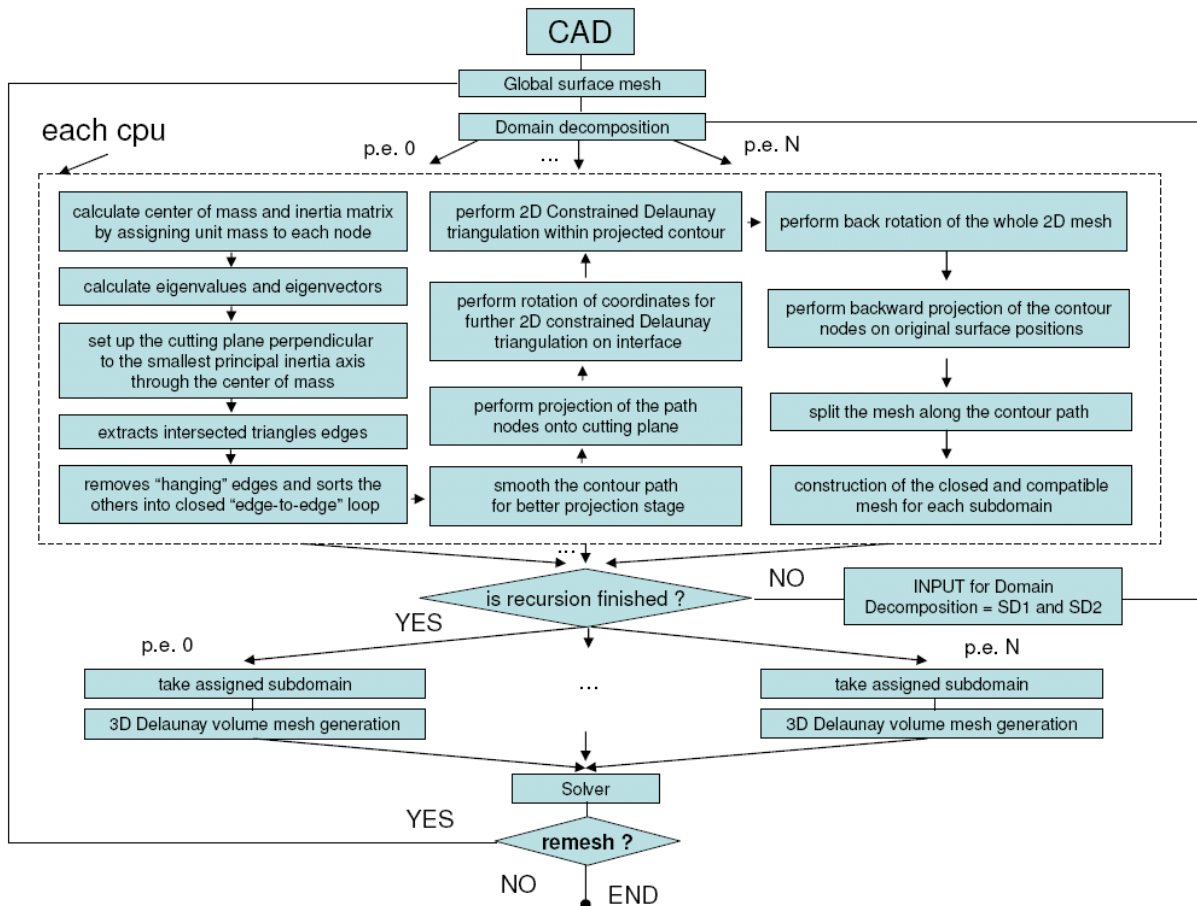 CAD
Global surface mesh
Domain decomposition
each cpu
p.e. 0
...
p.e. N
calculate center of mass and inertia matrix
by assigning unit mass to each node
calculate eigenvalues and eigenvectors
set up the cutting plane perpendicular
to the smallest principal inertia axis
through the center of mass
extracts intersected triangles edges
removes “hanging” edges and sorts the
others into closed “edge-to-edge” loop
smooth the contour path
for better projection stage
perform projection of the path
nodes onto cutting plane
perform rotation of coordinates for
further 2D constrained Delaunay
triangulation on interface
perform 2D Constrained Delaunay
triangulation within projected contour
perform back rotation of the whole 2D mesh
perform backward projection of the contour
nodes on original surface positions
split the mesh along the contour path
construction of the closed and compatible
mesh for each subdomain
...
is recursion finished ?
NO
INPUT for Domain
Decomposition = SD1 and SD2
YES
p.e. 0
...
p.e. N
take assigned subdomain
3D Delaunay volume mesh generation
take assigned subdomain
3D Delaunay volume mesh generation
Solver
YES
remesh ?
NO
END